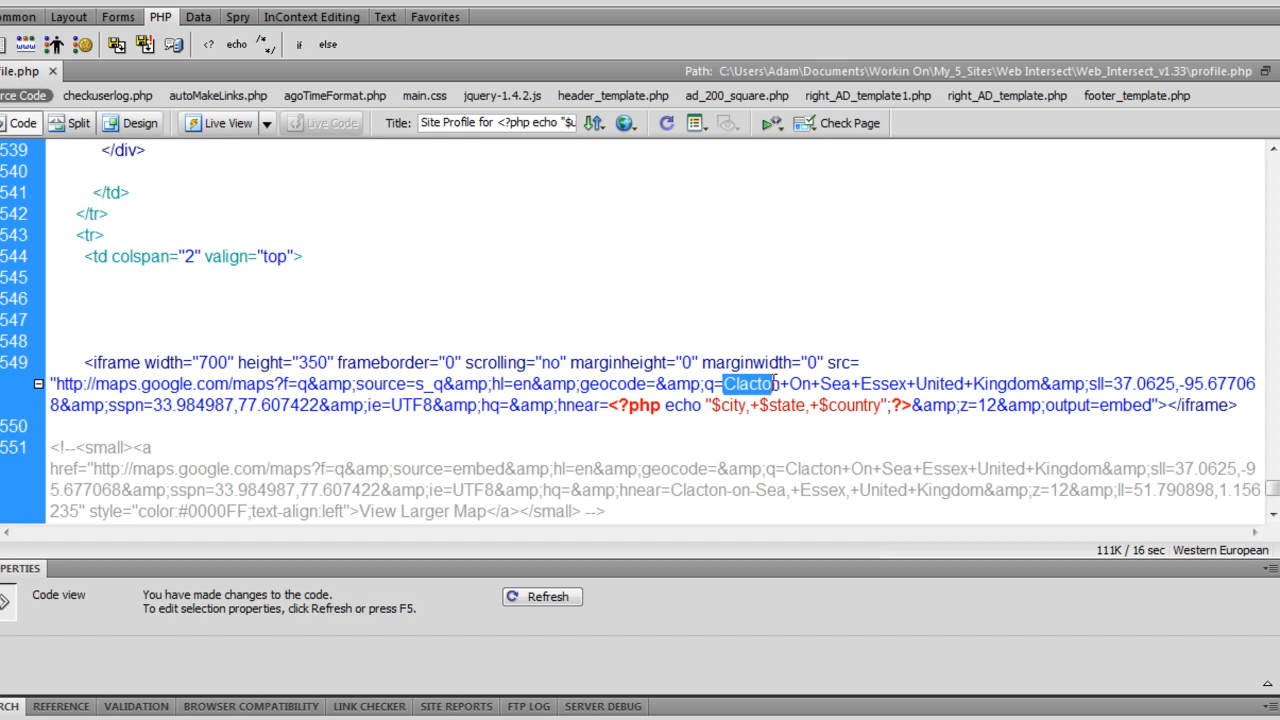 ommon Layout Forms PHP Data Spry InContext Editing Text Favorites
<? echo /* */ if else
file.php × Path: C:\Users\Adam\Documents\Workin On\My_5_Sites\Web Intersect\Web_Intersect_v1.33\profile.php
rce Code checkuserlog.php autoMakeLinks.php agoTimeFormat.php main.css jquery-1.4.2.js header_template.php ad_200_square.php right_AD_template1.php right_AD_template.php footer_template.php
Code Split Design Live View Live Code Title: Site Profile for <?php echo "$u Check Page
539 </div>
540
541 </td>
542 </tr>
543 <tr>
544 <td colspan="2" valign="top">
545
546
547
548
549 <iframe width="700" height="350" frameborder="0" scrolling="no" marginheight="0" marginwidth="0" src=
"http://maps.google.com/maps?f=q&amp;source=s_q&amp;hl=en&amp;geocode=&amp;q=Clacton+On+Sea+Essex+United+Kingdom&amp;sll=37.0625,-95.67706
8&amp;sspn=33.984987,77.607422&amp;ie=UTF8&amp;hq=&amp;hnear=<?php echo "$city,+$state,+$country";?>&amp;z=12&amp;output=embed"></iframe>
550
551 <!--<small><a
href="http://maps.google.com/maps?f=q&amp;source=embed&amp;hl=en&amp;geocode=&amp;q=Clacton+On+Sea+Essex+United+Kingdom&amp;sll=37.0625,-9
5.677068&amp;sspn=33.984987,77.607422&amp;ie=UTF8&amp;hq=&amp;hnear=Clacton-on-Sea,+Essex,+United+Kingdom&amp;z=12&amp;ll=51.790898,1.156
235" style="color:#0000FF;text-align:left">View Larger Map</a></small> -->
111K / 16 sec Western European
PERTIES
Code view You have made changes to the code. Refresh
To edit selection properties, click Refresh or press F5.
RCH REFERENCE VALIDATION BROWSER COMPATIBILITY LINK CHECKER SITE REPORTS FTP LOG SERVER DEBUG